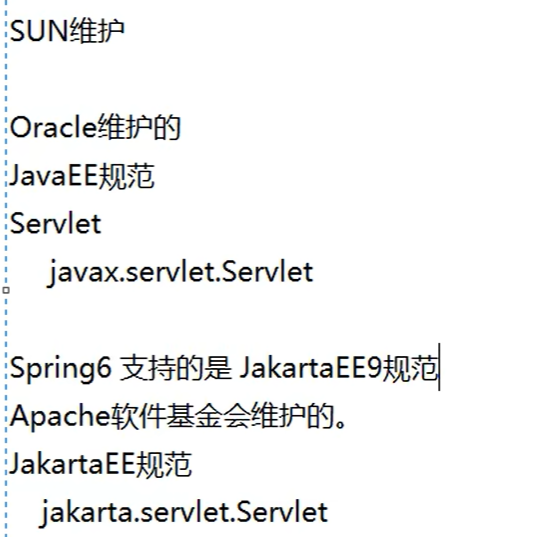 SUN维护
Oracle维护的
JavaEE规范
Servlet
javax.servlet.Servlet
Spring6 支持的是 JakartaEE9规范
Apache软件基金会维护的。
JakartaEE规范
jakarta.servlet.Servlet